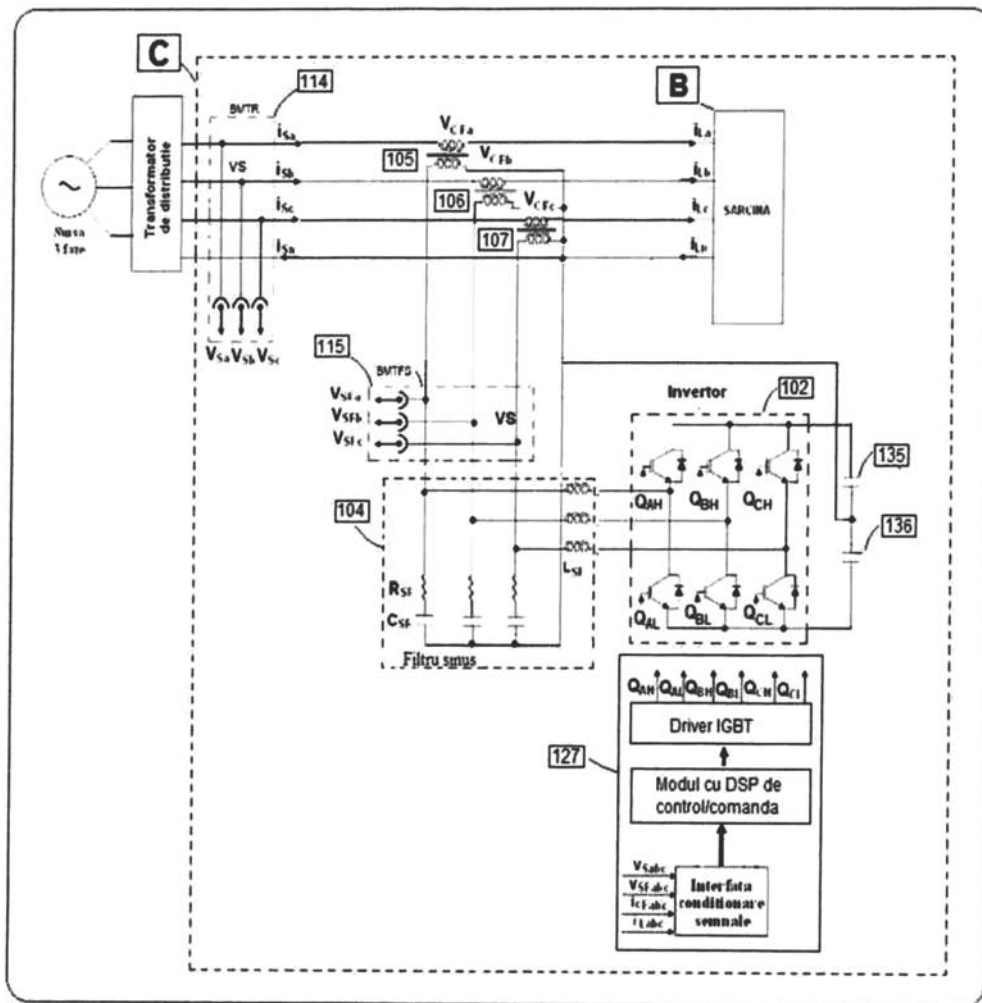 C
114
BMTR
B
Transformator
de distributie
3 faze
VS
iSa
iSb
iSc
iSn
VCFa
VCFb
VCFc
105
106
107
iLa
iLb
iLc
iLn
SARCINA
VSa VSb VSc
115
BMTFS
VSFa
VSFb
VSFc
VS
Invertor
102
135
136
QAH
QBH
QCH
QAL
QBL
QCL
104
LSF
RSF
CSF
Filtru sinus
QAH QAL QBH QBL QCH QCL
Driver IGBT
127
Modul cu DSP de
control/comanda
VSabc
VSFabc
iCFabc
iLabc
Interfata
conditionare
semnale